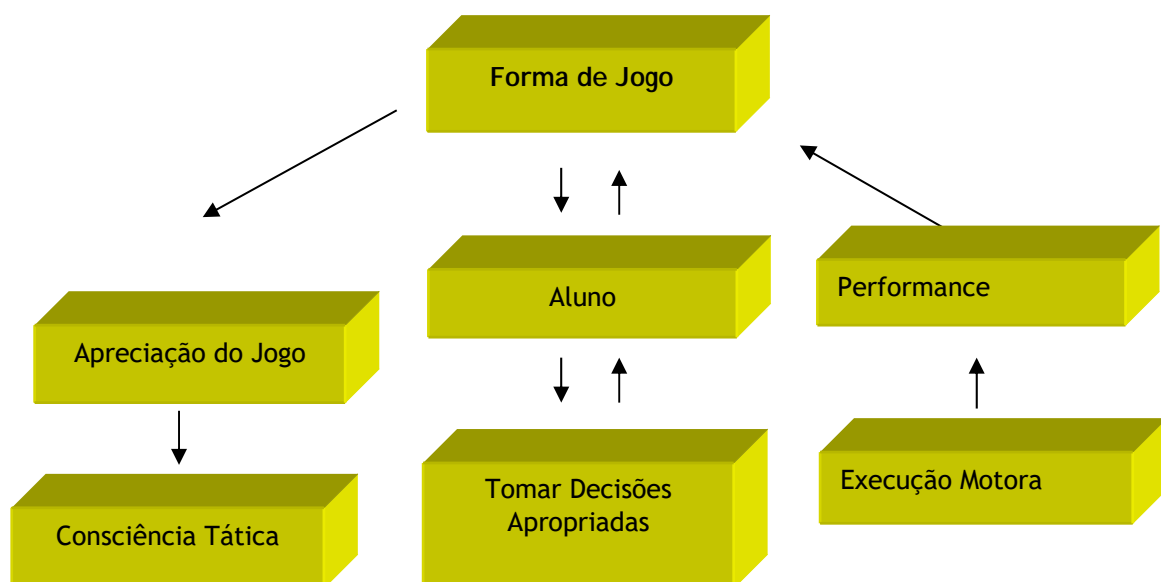 Forma de Jogo
Aluno
Performance
Apreciação do Jogo
Tomar Decisões
Apropriadas
Execução Motora
Consciência Tática